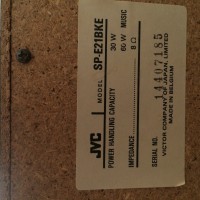 JVC MODEL SP-E21BKE
POWER HANDLING CAPACITY 30 W
60 W MUSIC
IMPEDANCE 8 Ω
SERIAL NO. 14407185
VICTOR COMPANY OF JAPAN, LIMITED
MADE IN BELGIUM